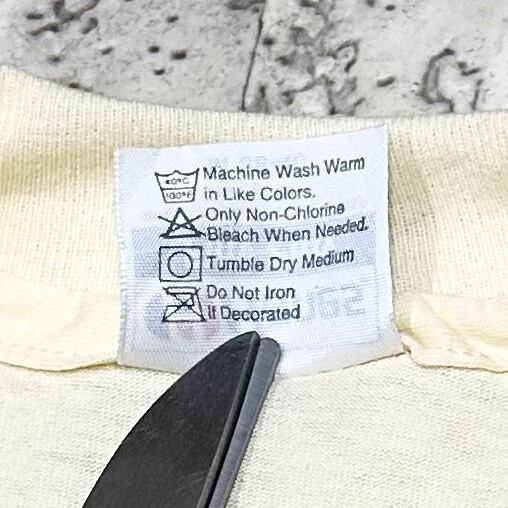 40°C
100°F
Machine Wash Warm
in Like Colors.
Only Non-Chlorine
Bleach When Needed.
Tumble Dry Medium
Do Not Iron
If Decorated